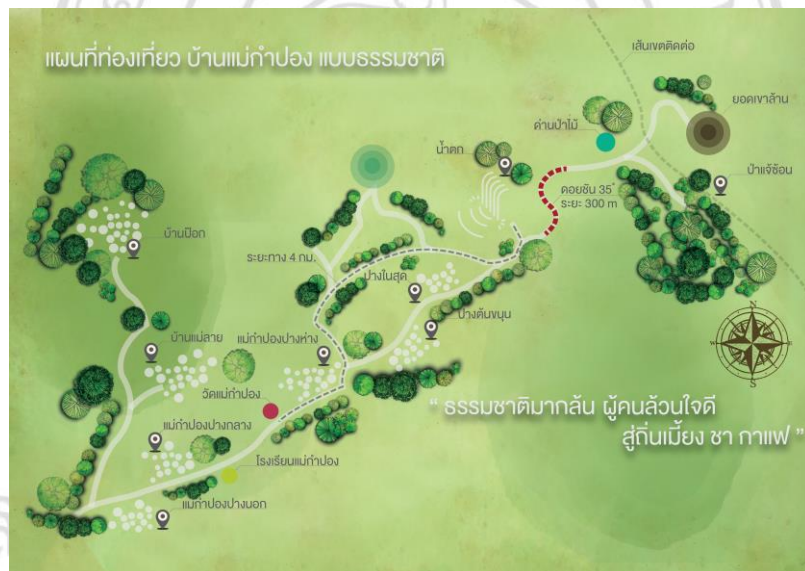 แผนที่ท่องเที่ยว บ้านแม่กำปอง แบบธรรมชาติ
เส้นเขตติดต่อ
ยอดเขาล้าน
ด่านป่าไม้
น้ำตก
ป่าแจ้ซ้อน
ดอยชัน 35°
ระยะ 300 m
บ้านป๊อก
ระยะทาง 4 กม.
ปางในสุด
ปางต้นขนุน
บ้านแม่ลาย
แม่กำปองปางห่าง
วัดแม่กำปอง
แม่กำปองปางกลาง
โรงเรียนแม่กำปอง
แม่กำปองปางนอก
N
W
E
S
“ ธรรมชาติมากล้น ผู้คนล้วนใจดี
สู่ถิ่นเมี้ยง ชา กาแฟ ”